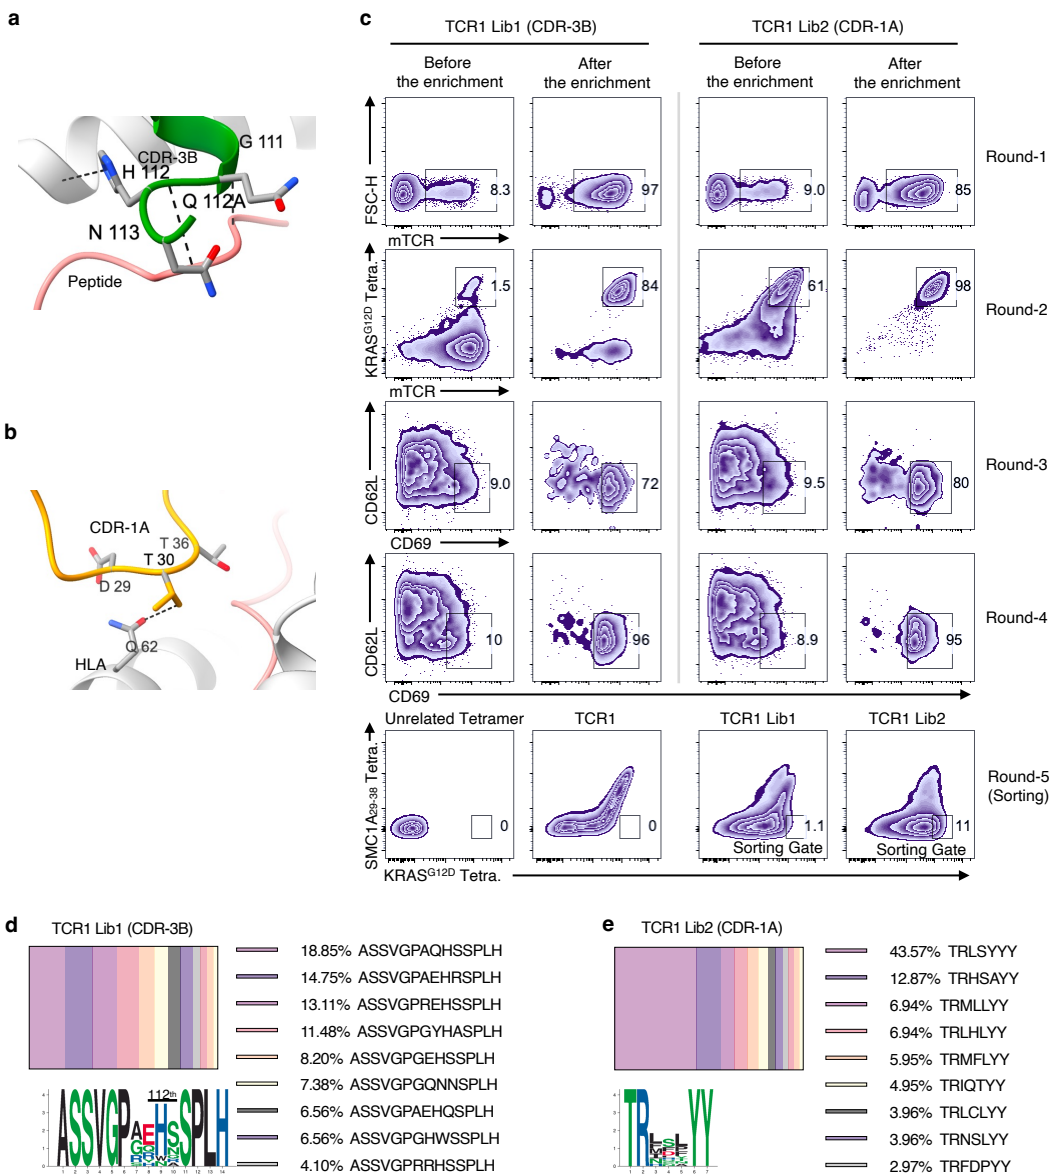 a
G 111
CDR-3B
H 112
Q 112A
N 113
Peptide
b
CDR-1A
T 36
T 30
D 29
Q 62
HLA
c
TCR1 Lib1 (CDR-3B)
TCR1 Lib2 (CDR-1A)
Before
the enrichment
After
the enrichment
Before
the enrichment
After
the enrichment
FSC-H
8.3
97
9.0
85
Round-1
mTCR
KRASG12D Tetra.
1.5
84
61
98
Round-2
mTCR
CD62L
9.0
72
9.5
80
Round-3
CD69
CD62L
10
96
8.9
95
Round-4
CD69
Unrelated Tetramer
TCR1
TCR1 Lib1
TCR1 Lib2
SMC1A29-38 Tetra.
0
0
1.1
11
Sorting Gate
Sorting Gate
Round-5
(Sorting)
KRASG12D Tetra.
d
TCR1 Lib1 (CDR-3B)
18.85% ASSVGPAQHSSPLH
14.75% ASSVGPAEHRSPLH
13.11% ASSVGPREHSSPLH
11.48% ASSVGPGYHASPLH
8.20% ASSVGPGEHSSPLH
7.38% ASSVGPGQNNSPLH
6.56% ASSVGPAEHQSPLH
6.56% ASSVGPGHWSSPLH
4.10% ASSVGPRRHSSPLH
112th
e
TCR1 Lib2 (CDR-1A)
43.57% TRLSYYY
12.87% TRHSAYY
6.94% TRMLLYY
6.94% TRLHLYY
5.95% TRMFLYY
4.95% TRIQTYY
3.96% TRLCLYY
3.96% TRNSLYY
2.97% TRFDPYY